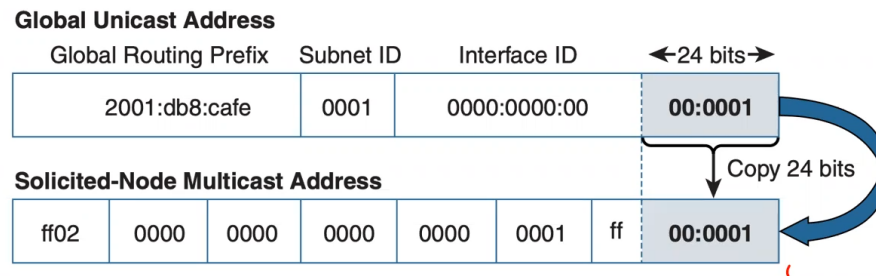 Global Unicast Address
Global Routing Prefix Subnet ID Interface ID 24 bits
2001:db8:cafe 0001 0000:0000:00 00:0001
Copy 24 bits
Solicited-Node Multicast Address
ff02 0000 0000 0000 0000 0001 ff 00:0001